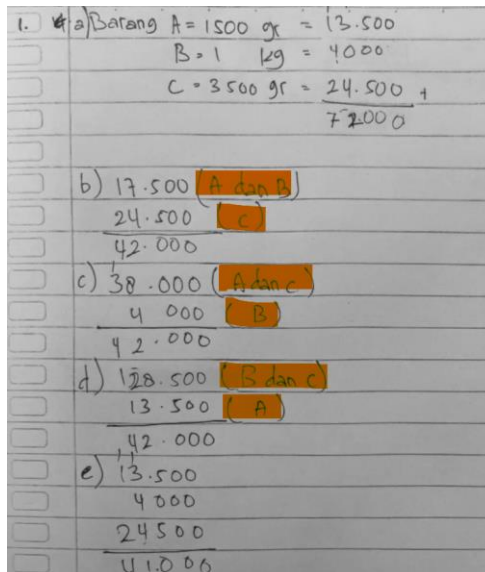 1. a) Barang A = 1500 gr = 13.500
B = 1 kg = 4000
C = 3500 gr = 24.500 +
72000
b) 17.500 (A dan B)
24.500 (C)
42.000
c) 38.000 (A dan C)
4 000 (B)
42.000
d) 28.500 (B dan C)
13.500 (A)
42.000
e) 13.500
4000
24500
41.000